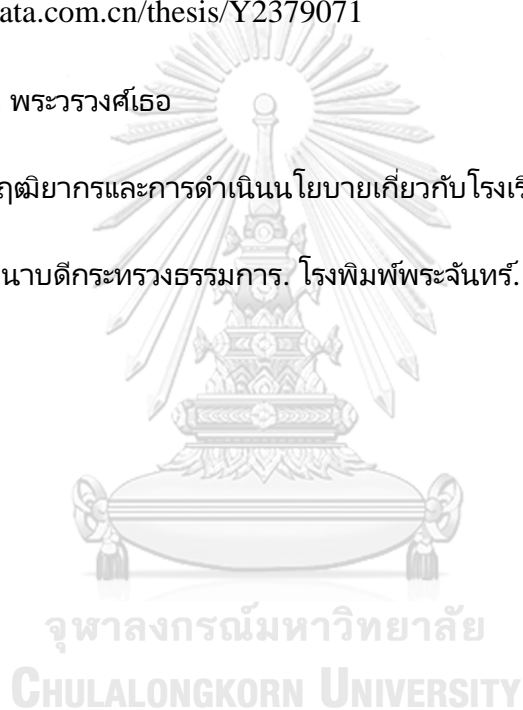 ata.com.cn/thesis/Y2379071
พระวรวงศ์เธอ
ฤฒิยากรและการดำเนินนโยบายเกี่ยวกับโรงเรี
นาบดีกระทรวงธรรมการ. โรงพิมพ์พระจันทร์.
จุฬาลงกรณ์มหาวิทยาลัย
CHULALONGKORN UNIVERSITY